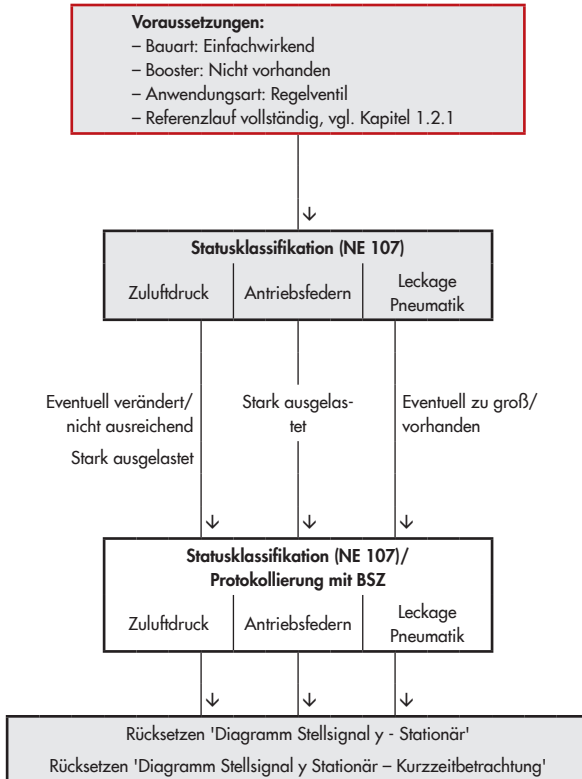 Voraussetzungen:
– Bauart: Einfachwirkend
– Booster: Nicht vorhanden
– Anwendungsart: Regelventil
– Referenzlauf vollständig, vgl. Kapitel 1.2.1
Statusklassifikation (NE 107)
Zuluftdruck
Antriebsfedern
Leckage
Pneumatik
Eventuell verändert/
nicht ausreichend
Stark ausgelastet
Stark ausgelas-
tet
Eventuell zu groß/
vorhanden
Statusklassifikation (NE 107)/
Protokollierung mit BSZ
Zuluftdruck
Antriebsfedern
Leckage
Pneumatik
Rücksetzen 'Diagramm Stellsignal y - Stationär'
Rücksetzen 'Diagramm Stellsignal y Stationär – Kurzzeitbetrachtung'